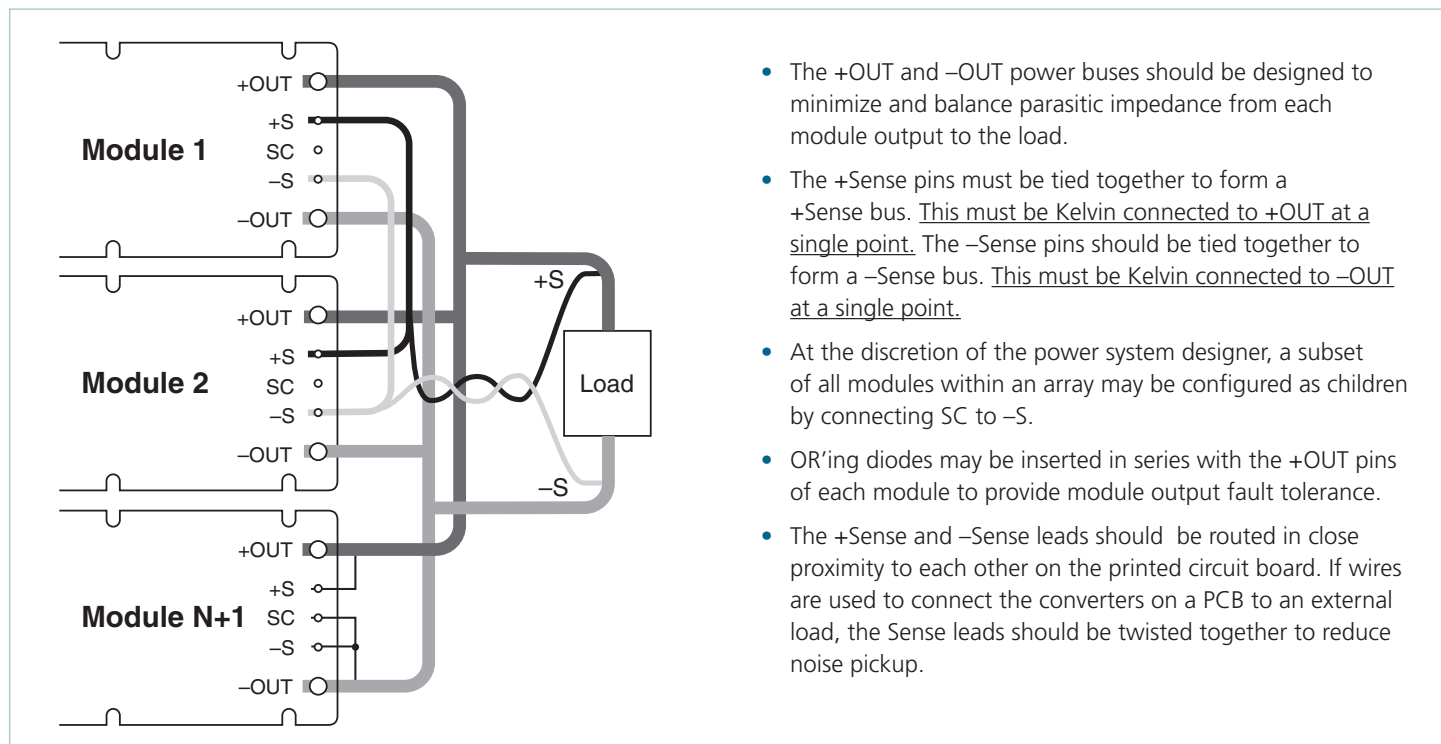 +OUT
+S
Module 1
SC
–S
–OUT
+OUT
+S
Module 2
SC
–S
–OUT
+OUT
+S
Module N+1
SC
–S
–OUT
+S
Load
–S
• The +OUT and –OUT power buses should be designed to
minimize and balance parasitic impedance from each
module output to the load.
• The +Sense pins must be tied together to form a
+Sense bus. This must be Kelvin connected to +OUT at a
single point. The –Sense pins should be tied together to
form a –Sense bus. This must be Kelvin connected to –OUT
at a single point.
• At the discretion of the power system designer, a subset
of all modules within an array may be configured as children
by connecting SC to –S.
• OR'ing diodes may be inserted in series with the +OUT pins
of each module to provide module output fault tolerance.
• The +Sense and –Sense leads should be routed in close
proximity to each other on the printed circuit board. If wires
are used to connect the converters on a PCB to an external
load, the Sense leads should be twisted together to reduce
noise pickup.